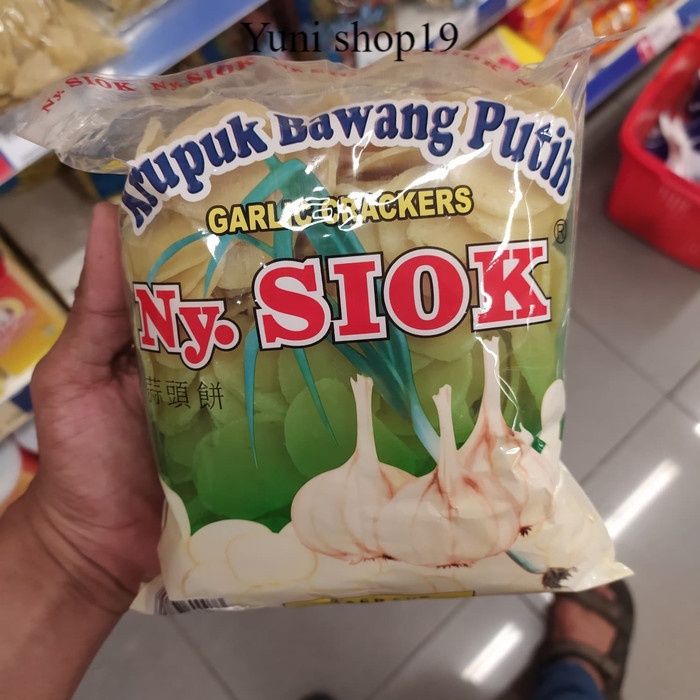 Yuni shop19
Ny. SIOK Ny. SIOK
Krupuk Bawang Putih
GARLIC CRACKERS
Ny. SIOK ®
蒜頭餅